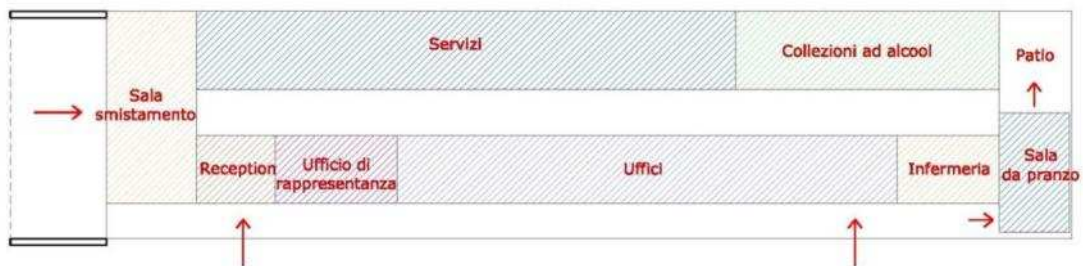 Servizi
Collezioni ad alcool
Patio
Sala
smistamento
Reception
Ufficio di
rappresentanza
Uffici
Infermeria
Sala
da pranzo